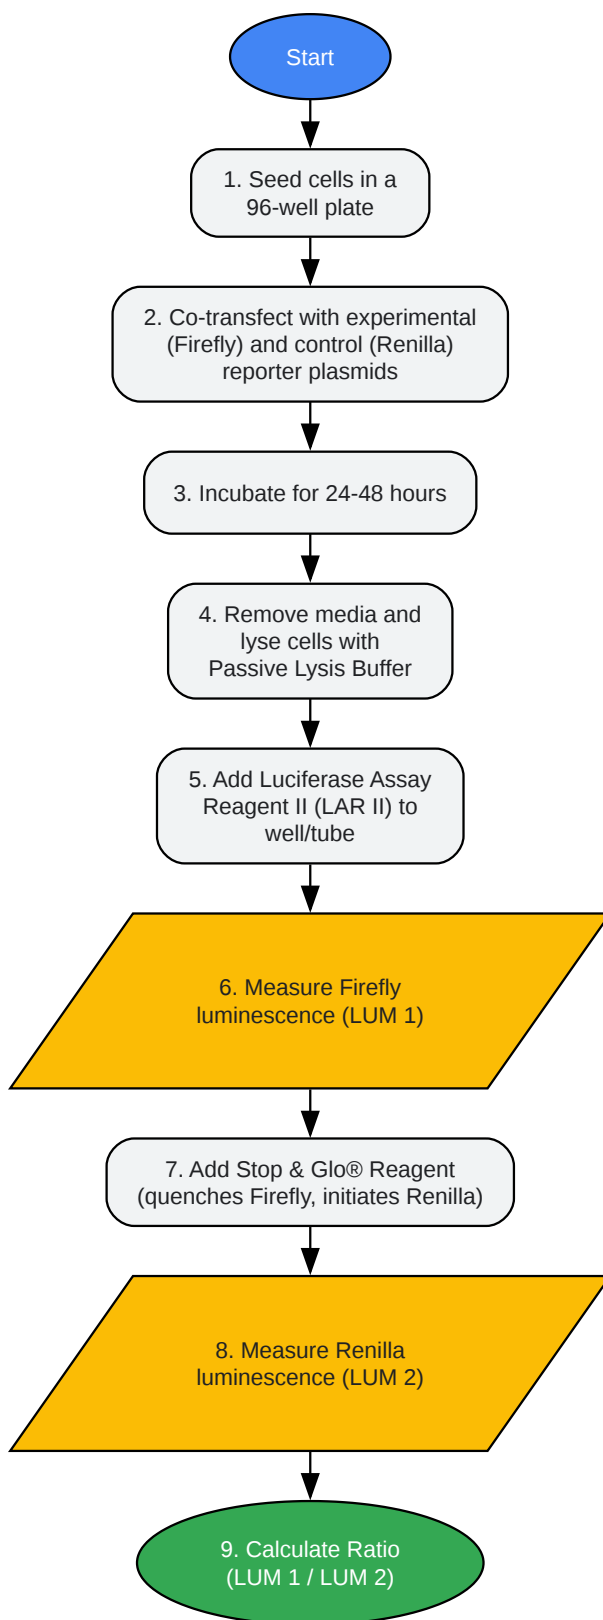 Start
1. Seed cells in a
96-well plate
2. Co-transfect with experimental
(Firefly) and control (Renilla)
reporter plasmids
3. Incubate for 24-48 hours
4. Remove media and
lyse cells with
Passive Lysis Buffer
5. Add Luciferase Assay
Reagent II (LAR II) to
well/tube
6. Measure Firefly
luminescence (LUM 1)
7. Add Stop & Glo® Reagent
(quenches Firefly, initiates Renilla)
8. Measure Renilla
luminescence (LUM 2)
9. Calculate Ratio
(LUM 1 / LUM 2)